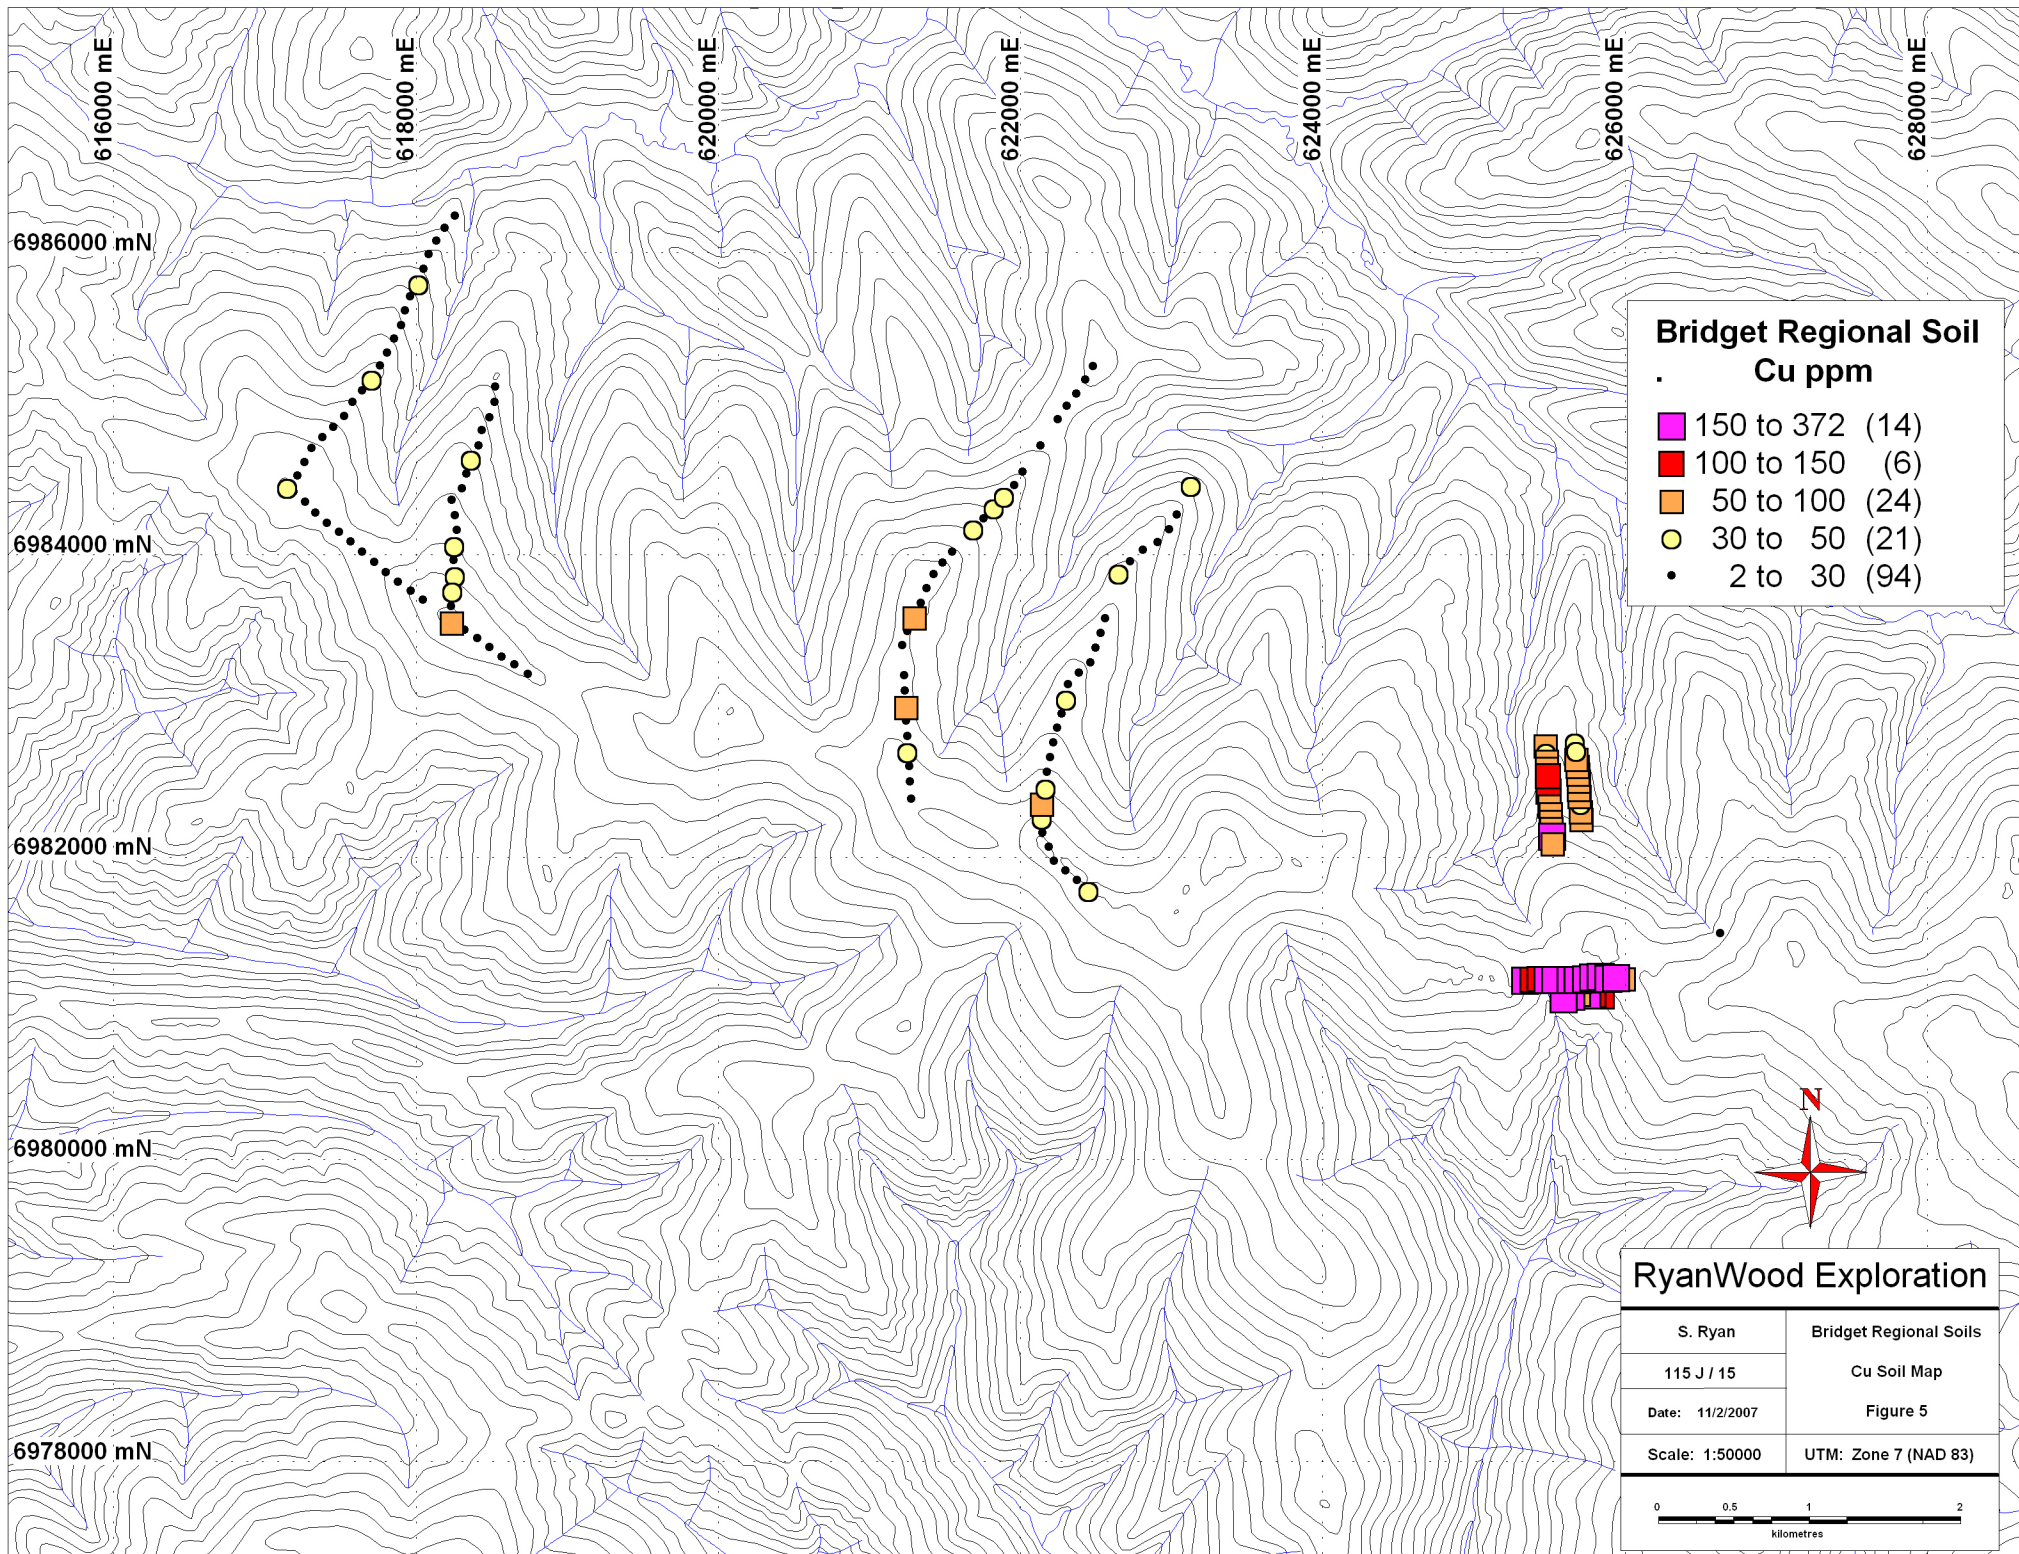 616000 mE
618000 mE
620000 mE
622000 mE
624000 mE
626000 mE
628000 mE
6986000 mN
6984000 mN
6982000 mN
6980000 mN
6978000 mN
Bridget Regional Soil
. Cu ppm
150 to 372 (14)
100 to 150 (6)
50 to 100 (24)
30 to 50 (21)
2 to 30 (94)
N
RyanWood Exploration
S. Ryan
Bridget Regional Soils
115 J / 15
Cu Soil Map
Date: 11/2/2007
Figure 5
Scale: 1:50000
UTM: Zone 7 (NAD 83)
0 0.5 1 2
kilometres